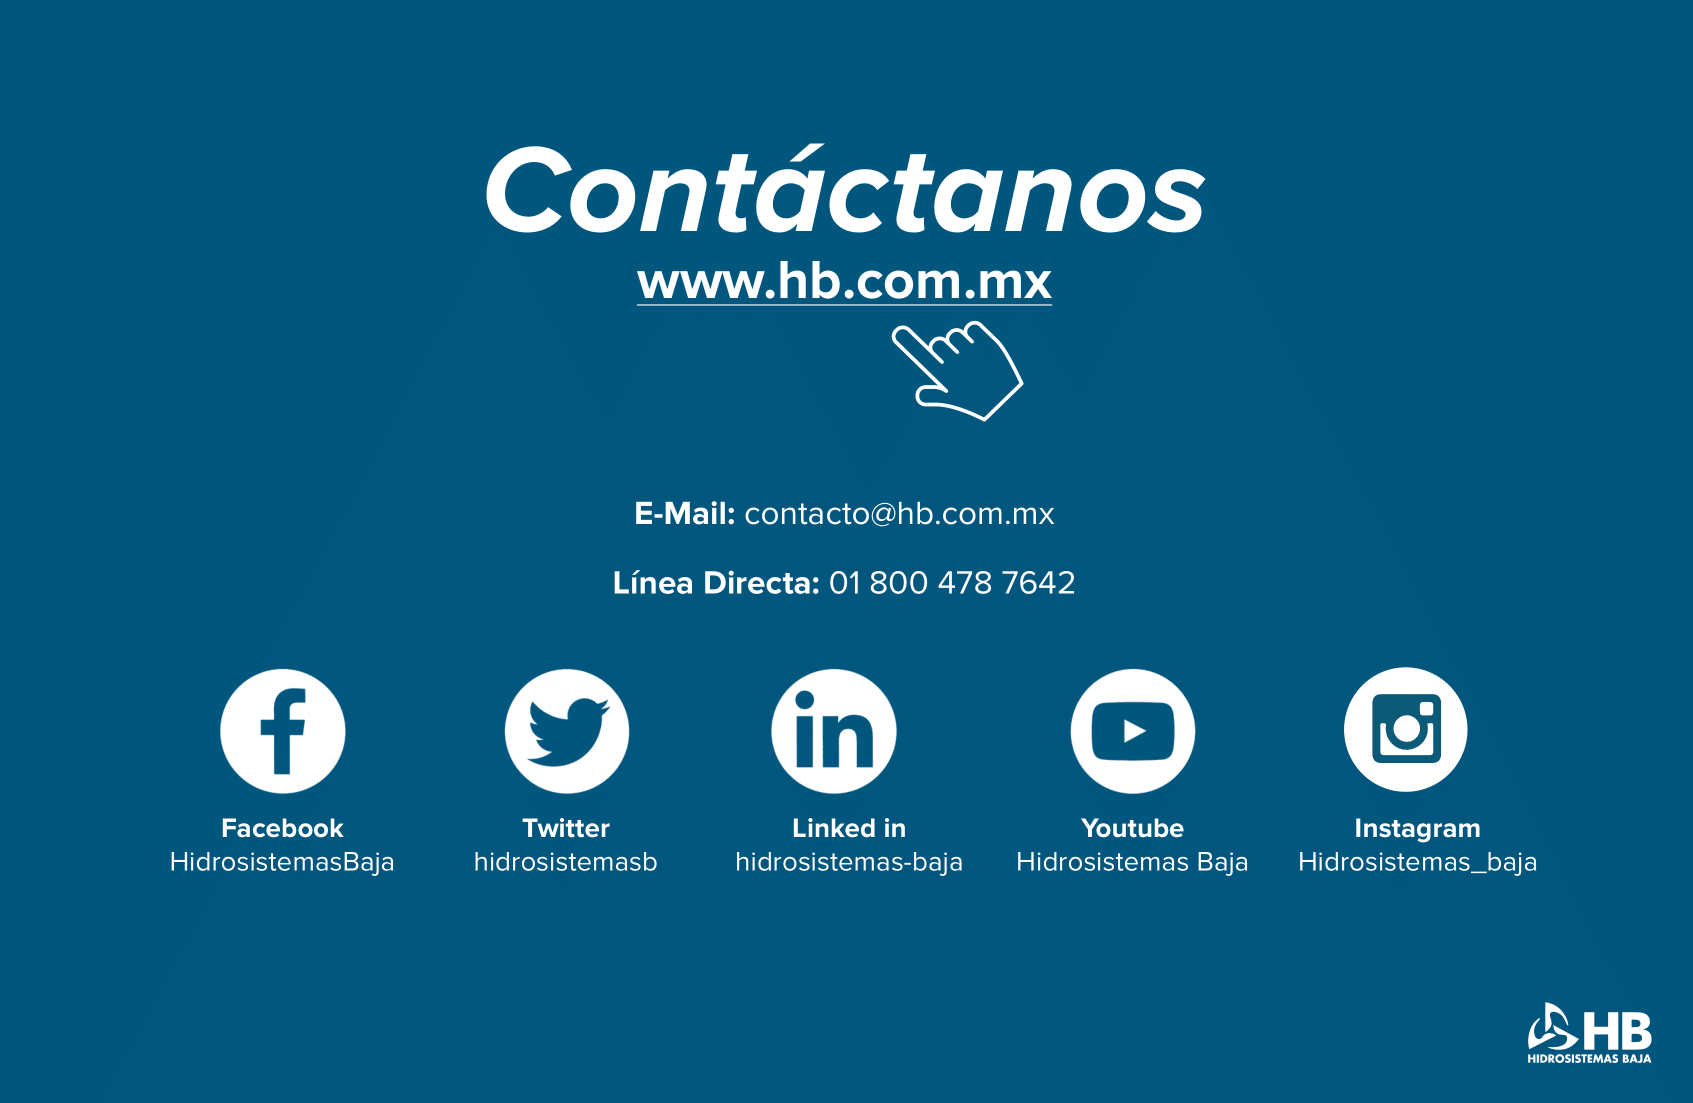 Contáctanos
www.hb.com.mx
E-Mail: contacto@hb.com.mx
Línea Directa: 01 800 478 7642
Facebook
HidrosistemasBaja
Twitter
hidrosistemasb
Linked in
hidrosistemas-baja
Youtube
Hidrosistemas Baja
Instagram
Hidrosistemas_baja
HB
HIDROSISTEMAS BAJA